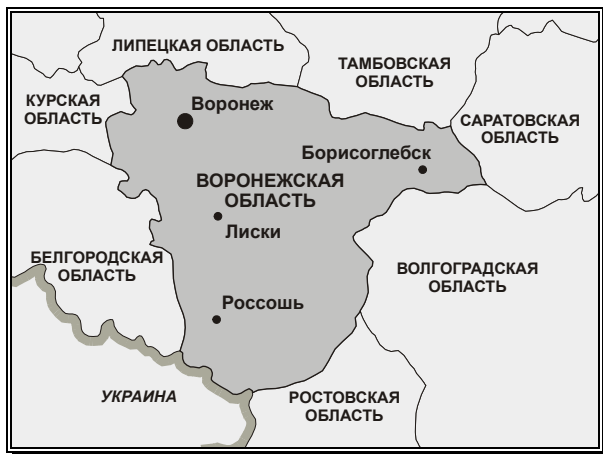 ЛИПЕЦКАЯ ОБЛАСТЬ
ТАМБОВСКАЯ
ОБЛАСТЬ
КУРСКАЯ
ОБЛАСТЬ
Воронеж
САРАТОВСКАЯ
ОБЛАСТЬ
Борисоглебск
ВОРОНЕЖСКАЯ
ОБЛАСТЬ
Лиски
БЕЛГОРОДСКАЯ
ОБЛАСТЬ
ВОЛГОГРАДСКАЯ
ОБЛАСТЬ
Россошь
УКРАИНА
РОСТОВСКАЯ
ОБЛАСТЬ